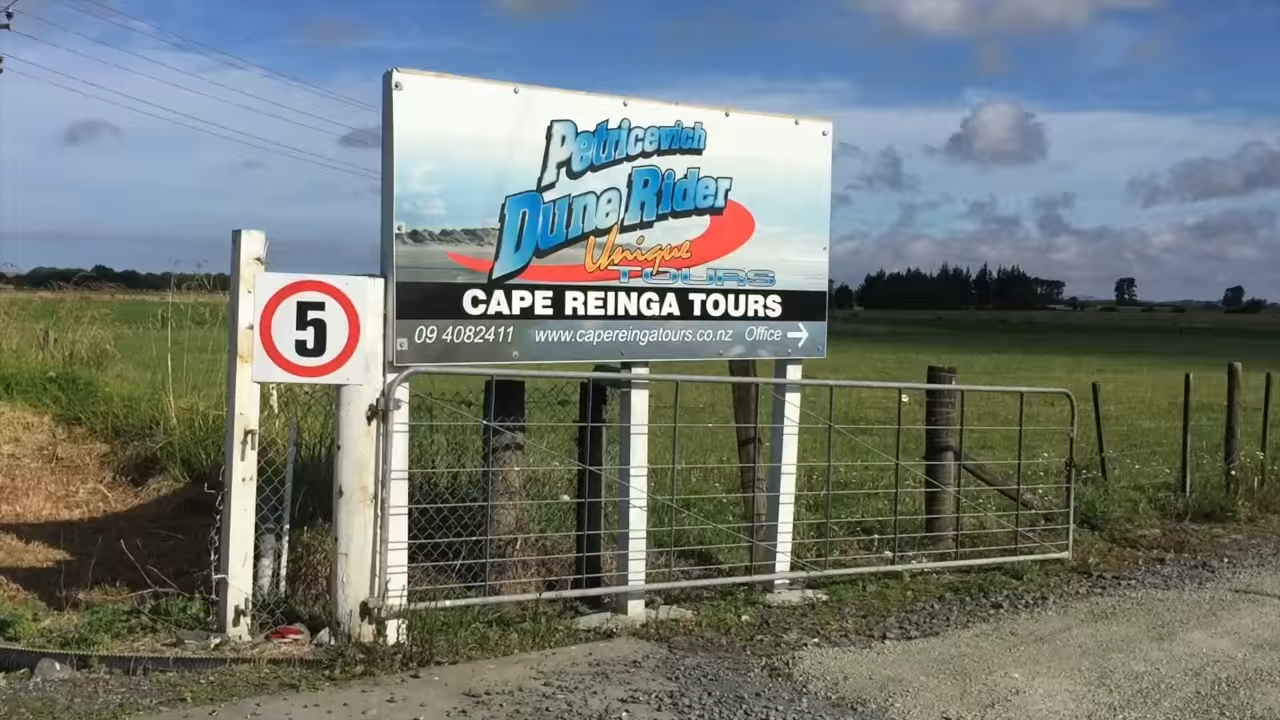 5
Petricevich
Dune Rider
Unique
TOURS
CAPE REINGA TOURS
09 4082411 www.capereingatours.co.nz Office →